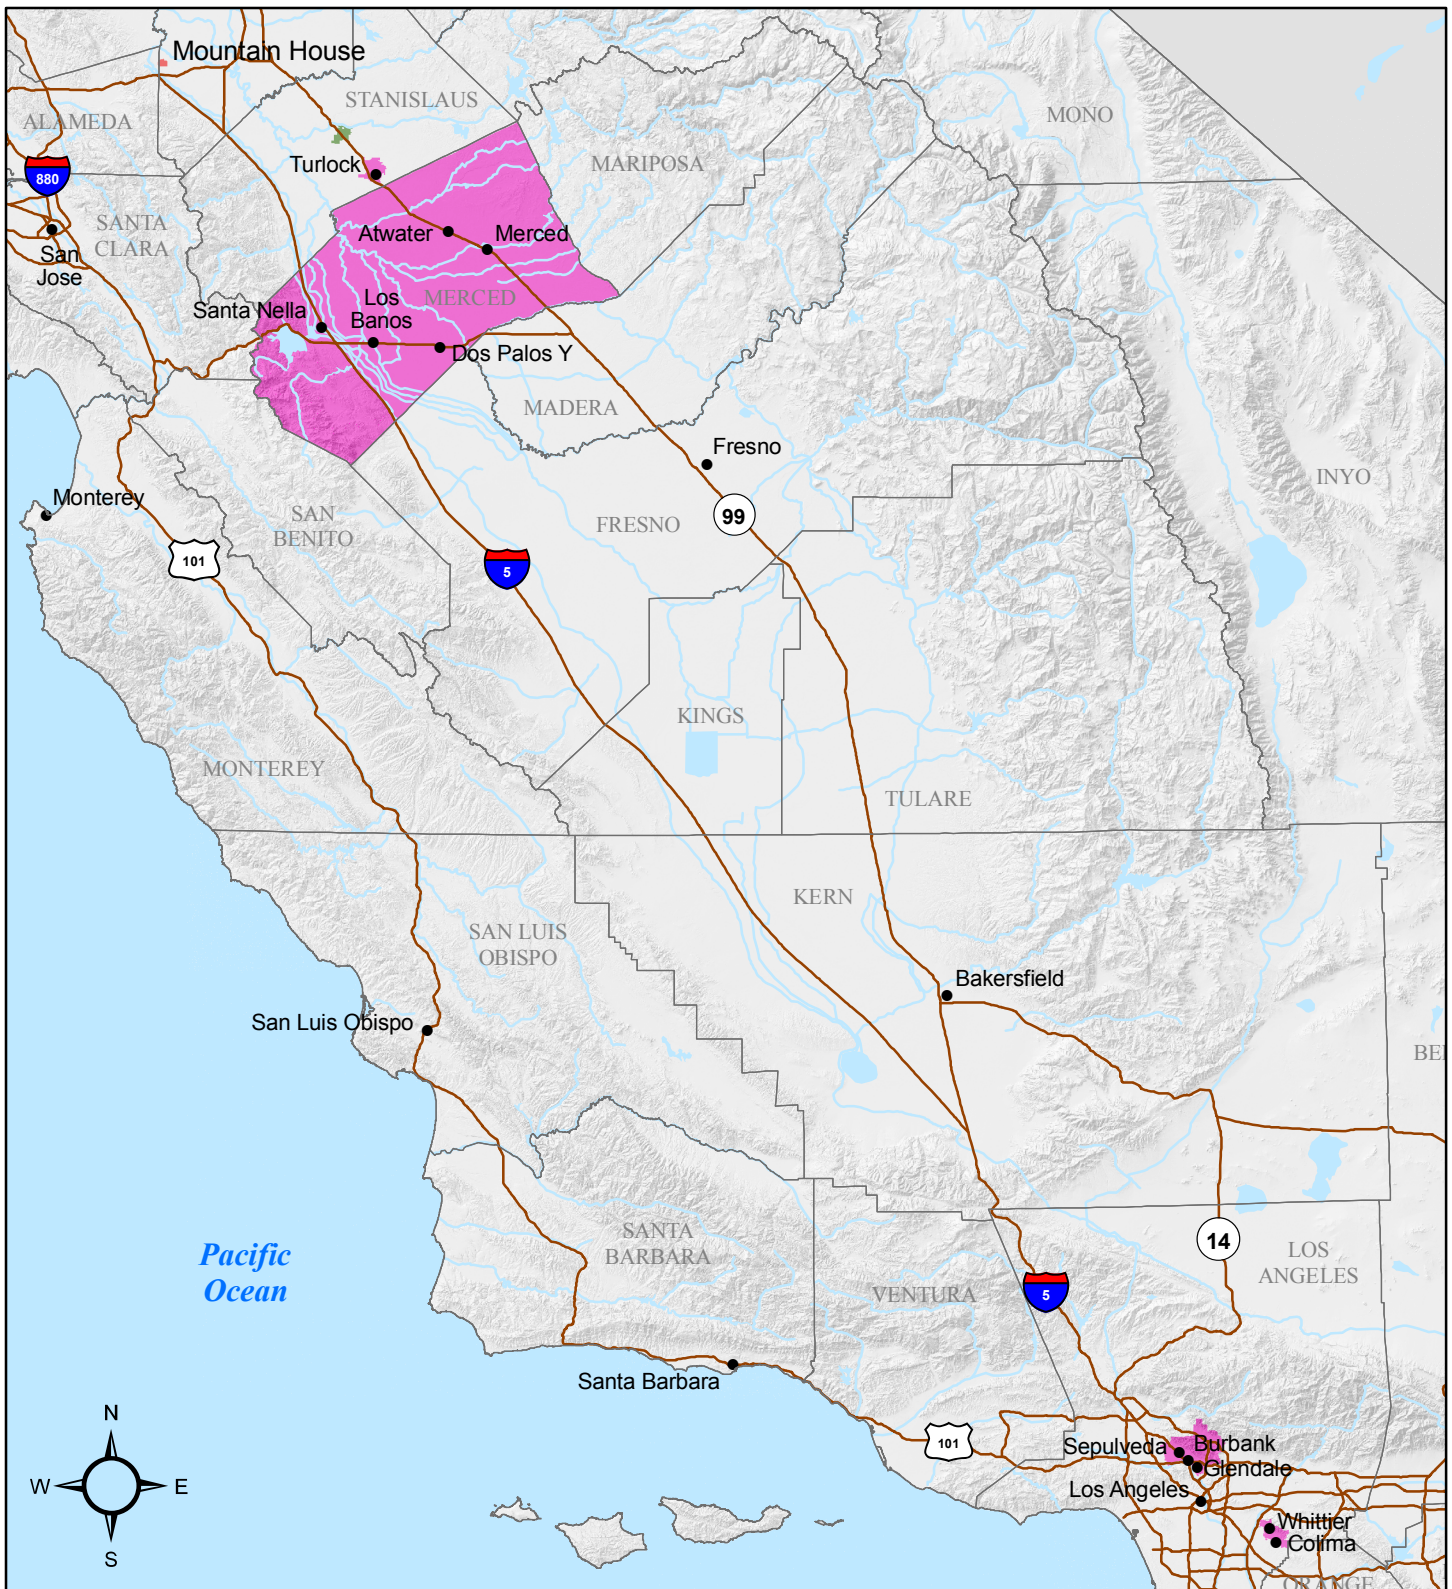 Mountain House
STANISLAUS
ALAMEDA
MONO
880
Turlock
MARIPOSA
SANTA
CLARA
San
Jose
Atwater
Merced
MERCED
Santa Nella
Los
Banos
Dos Palos Y
MADERA
Fresno
INYO
Monterey
SAN
BENITO
FRESNO
99
101
5
KINGS
MONTEREY
TULARE
KERN
SAN LUIS
OBISPO
Bakersfield
San Luis Obispo
BE
SANTA
BARBARA
14
LOS
ANGELES
Pacific
Ocean
VENTURA
5
Santa Barbara
N
W
E
S
101
Sepulveda
Burbank
Glendale
Los Angeles
Whittier
Colima
ORANGE